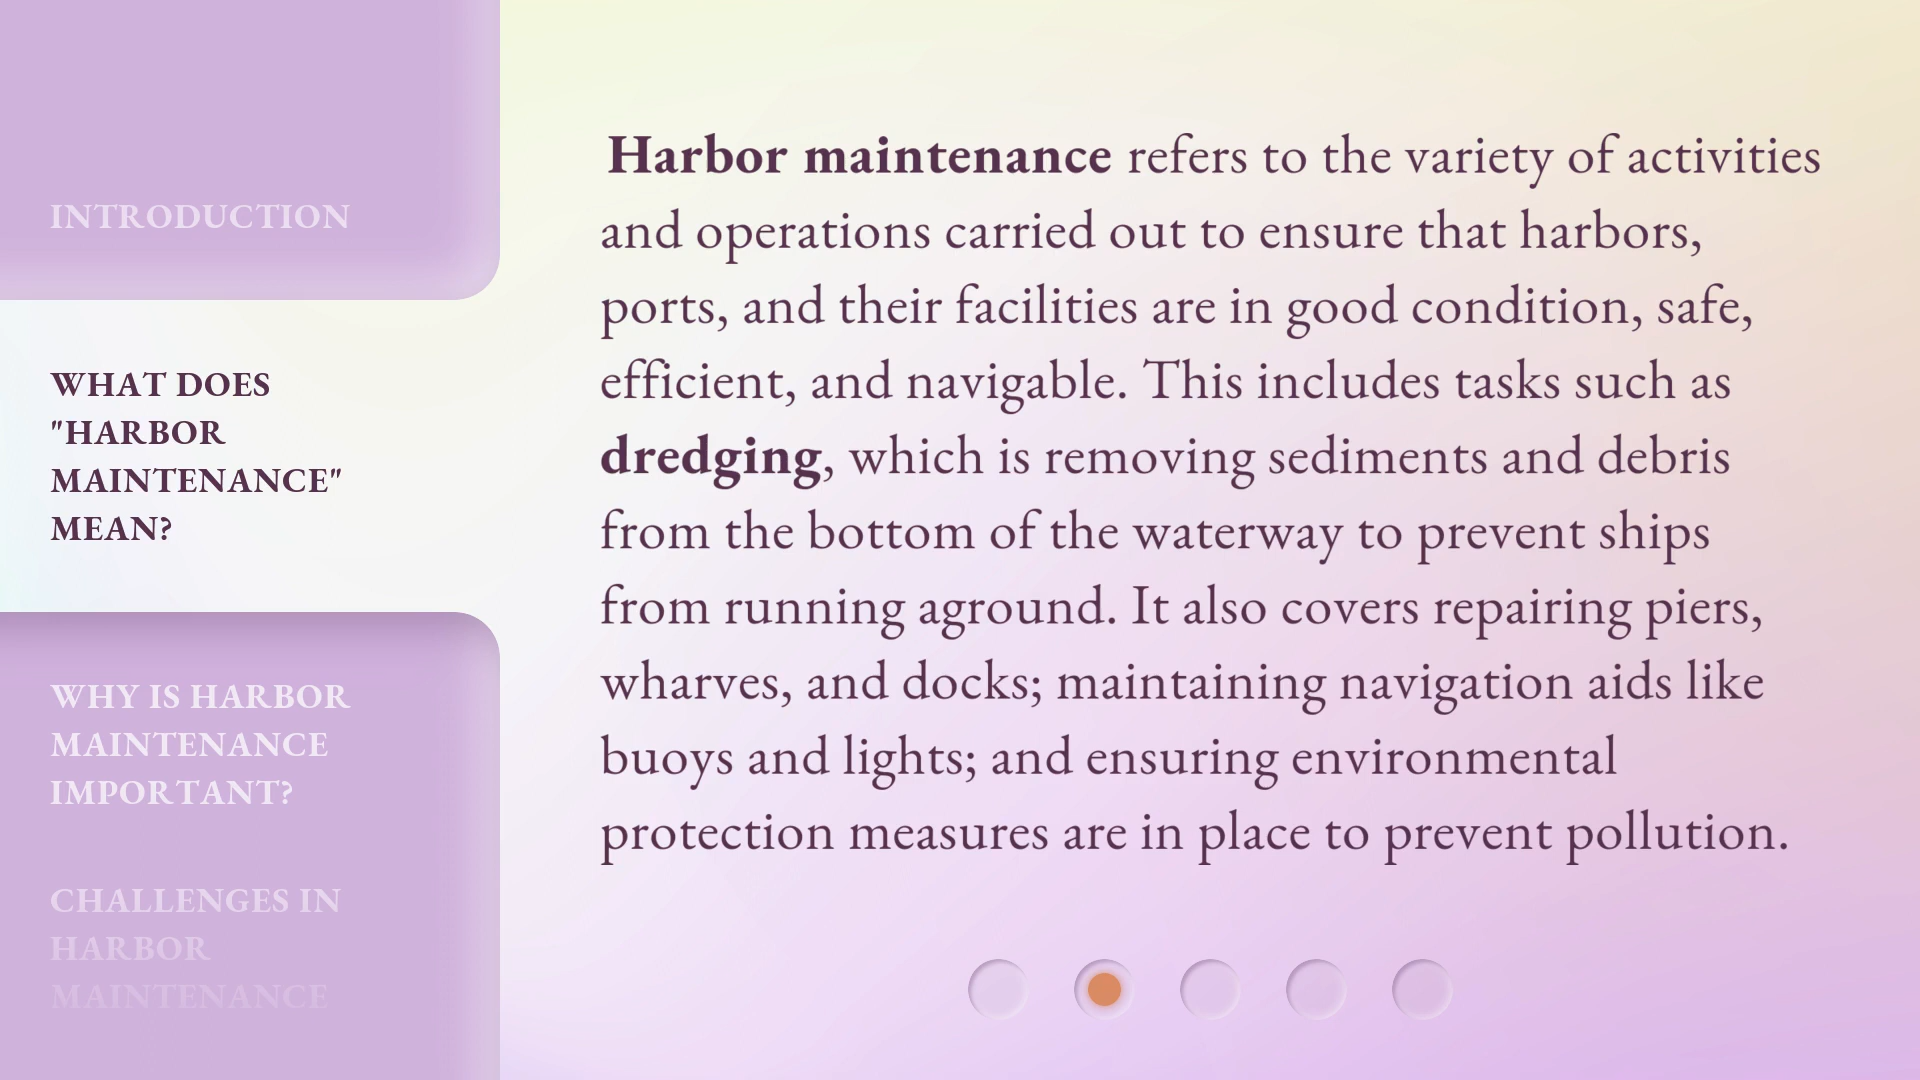 INTRODUCTION
WHAT DOES
"HARBOR
MAINTENANCE"
MEAN?
WHY IS HARBOR
MAINTENANCE
IMPORTANT?
CHALLENGES IN
HARBOR
MAINTENANCE
Harbor maintenance refers to the variety of activities
and operations carried out to ensure that harbors,
ports, and their facilities are in good condition, safe,
efficient, and navigable. This includes tasks such as
dredging, which is removing sediments and debris
from the bottom of the waterway to prevent ships
from running aground. It also covers repairing piers,
wharves, and docks; maintaining navigation aids like
buoys and lights; and ensuring environmental
protection measures are in place to prevent pollution.